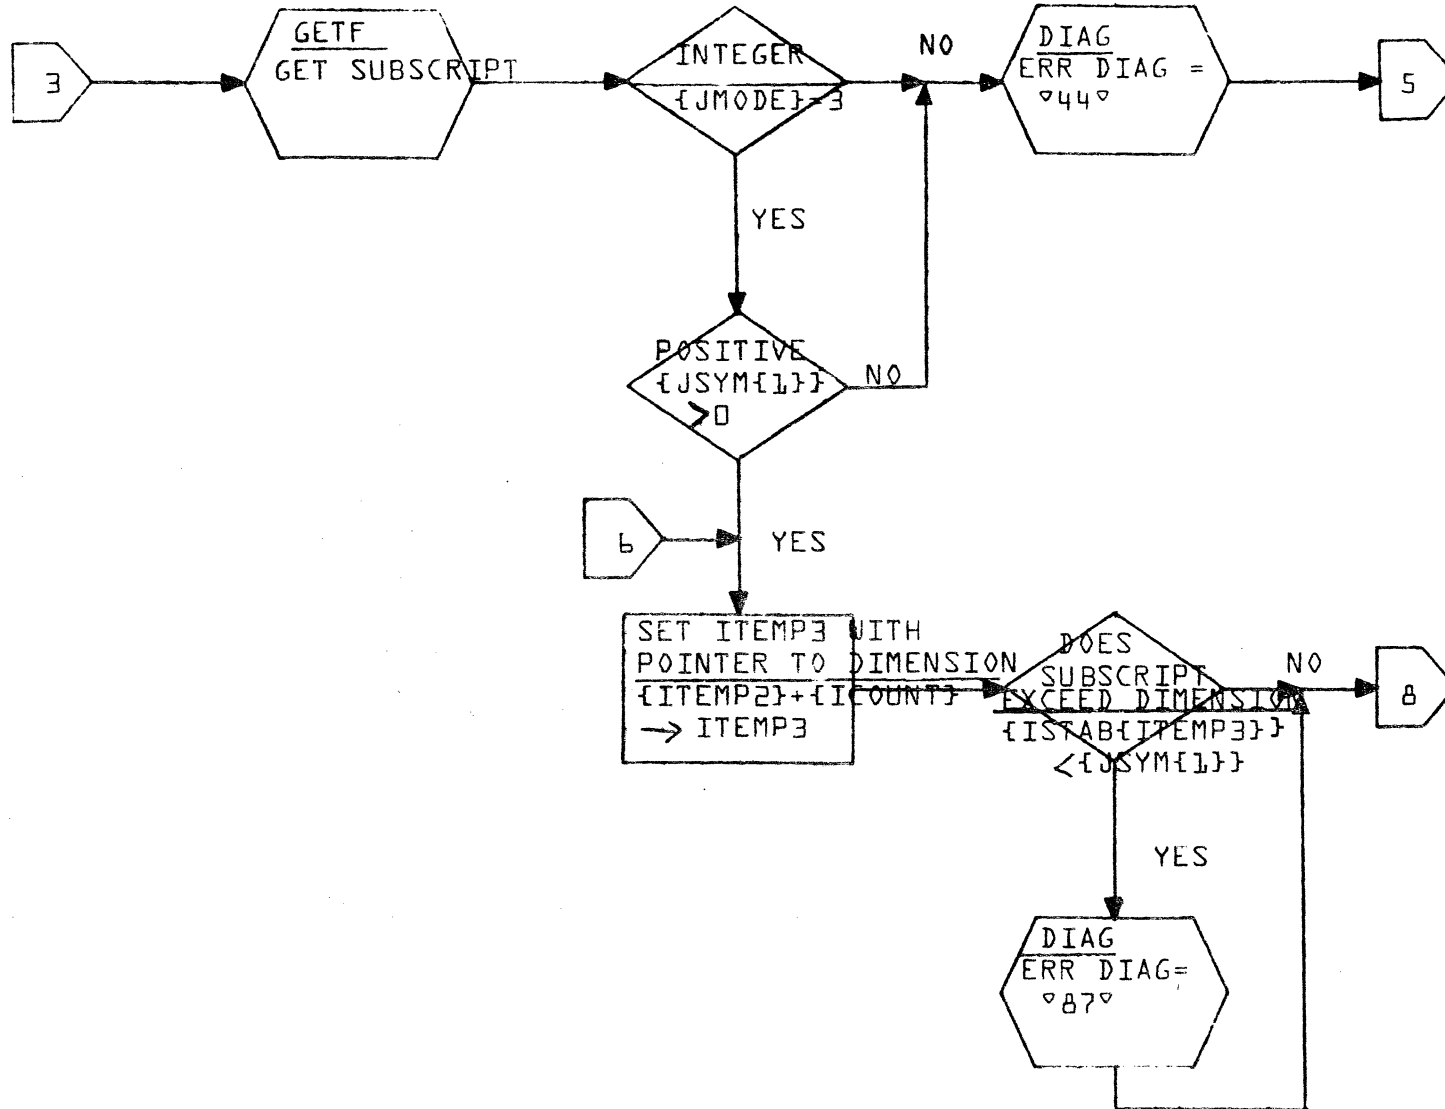 3
GETF
GET SUBSCRIPT
INTEGER
{JMODE}=3
NO
DIAG
ERR DIAG =
∇44∇
5
YES
POSITIVE
{JSYM{1}}
>0
NO
6
YES
SET ITEMP3 WITH
POINTER TO DIMENSION
{ITEMP2}+{ICOUNT}
→ ITEMP3
DOES
SUBSCRIPT
EXCEED DIMENSION
{ISTAB{ITEMP3}}
<{JSYM{1}}
NO
8
YES
DIAG
ERR DIAG=
∇87∇